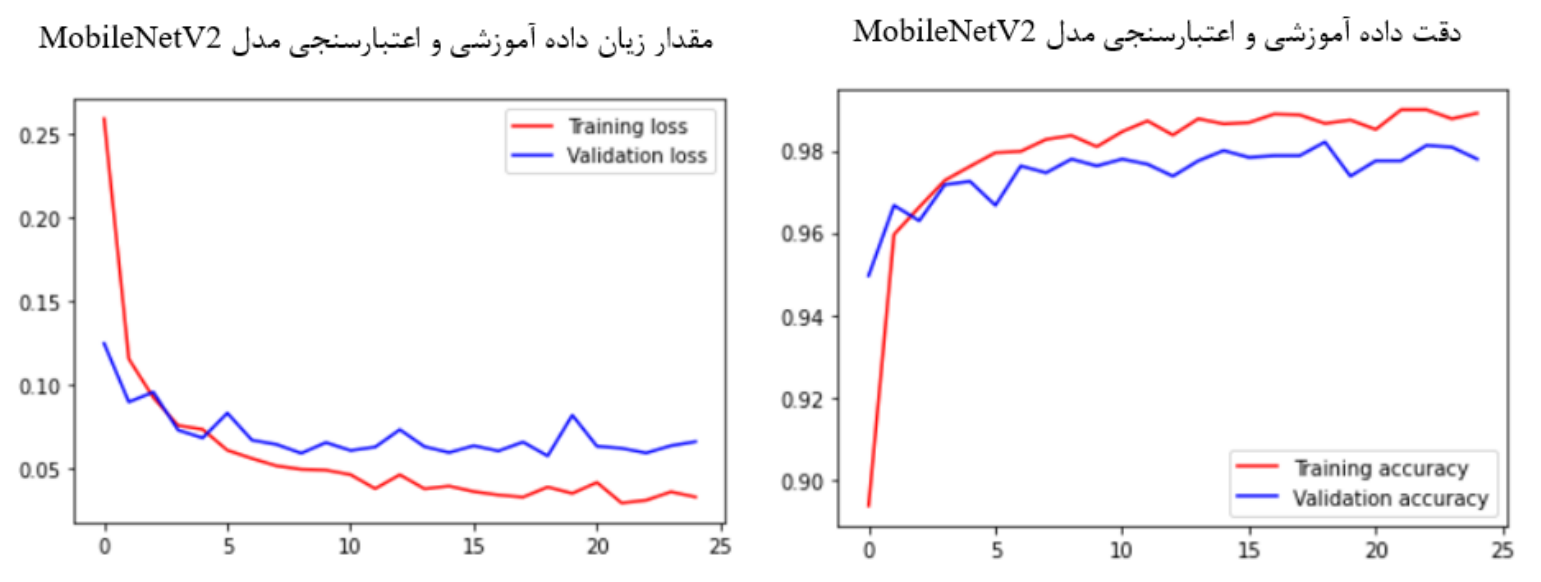 مقدار زیان داده آموزشی و اعتبارسنجی مدل MobileNetV2
0.25
0.20
0.15
0.10
0.05
0 5 10 15 20 25
Training loss
Validation loss
دقت داده آموزشی و اعتبارسنجی مدل MobileNetV2
0.98
0.96
0.94
0.92
0.90
0 5 10 15 20 25
Training accuracy
Validation accuracy